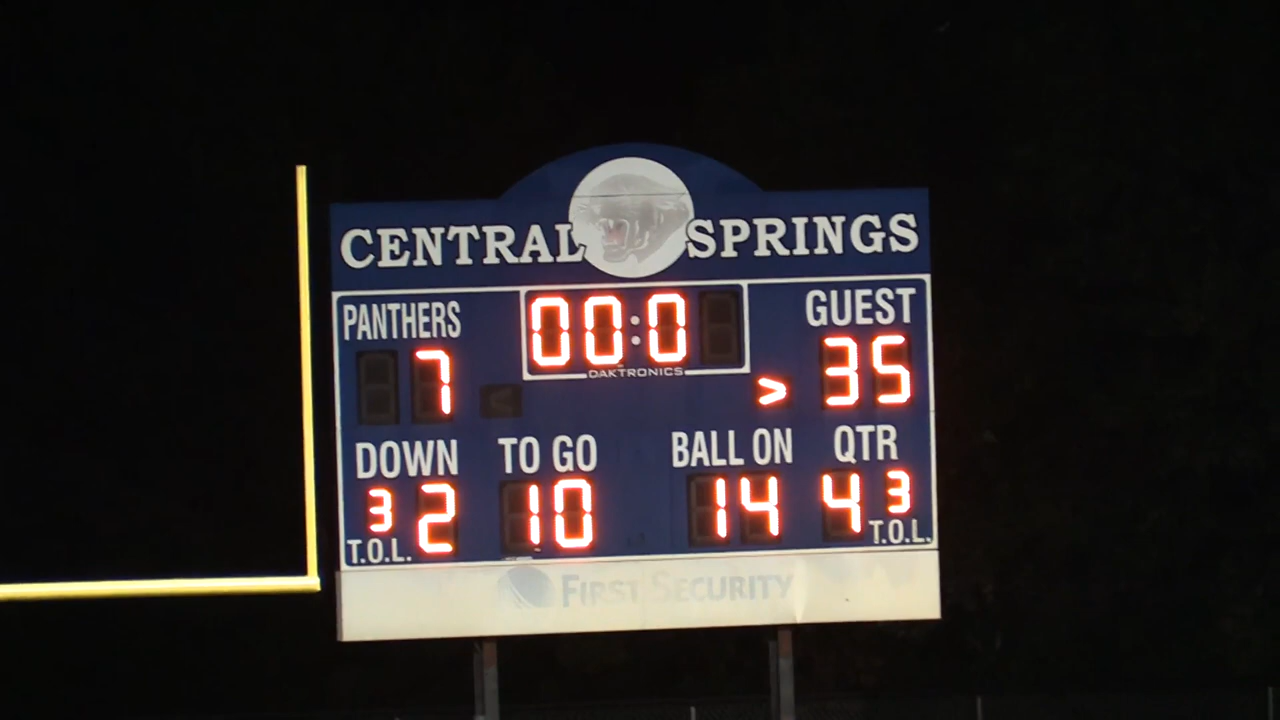 CENTRAL SPRINGS
PANTHERS 00:0 GUEST
DAKTRONICS
7 > 35
DOWN TO GO BALL ON QTR
3 2 10 14 4 3
T.O.L. T.O.L.
FIRST SECURITY